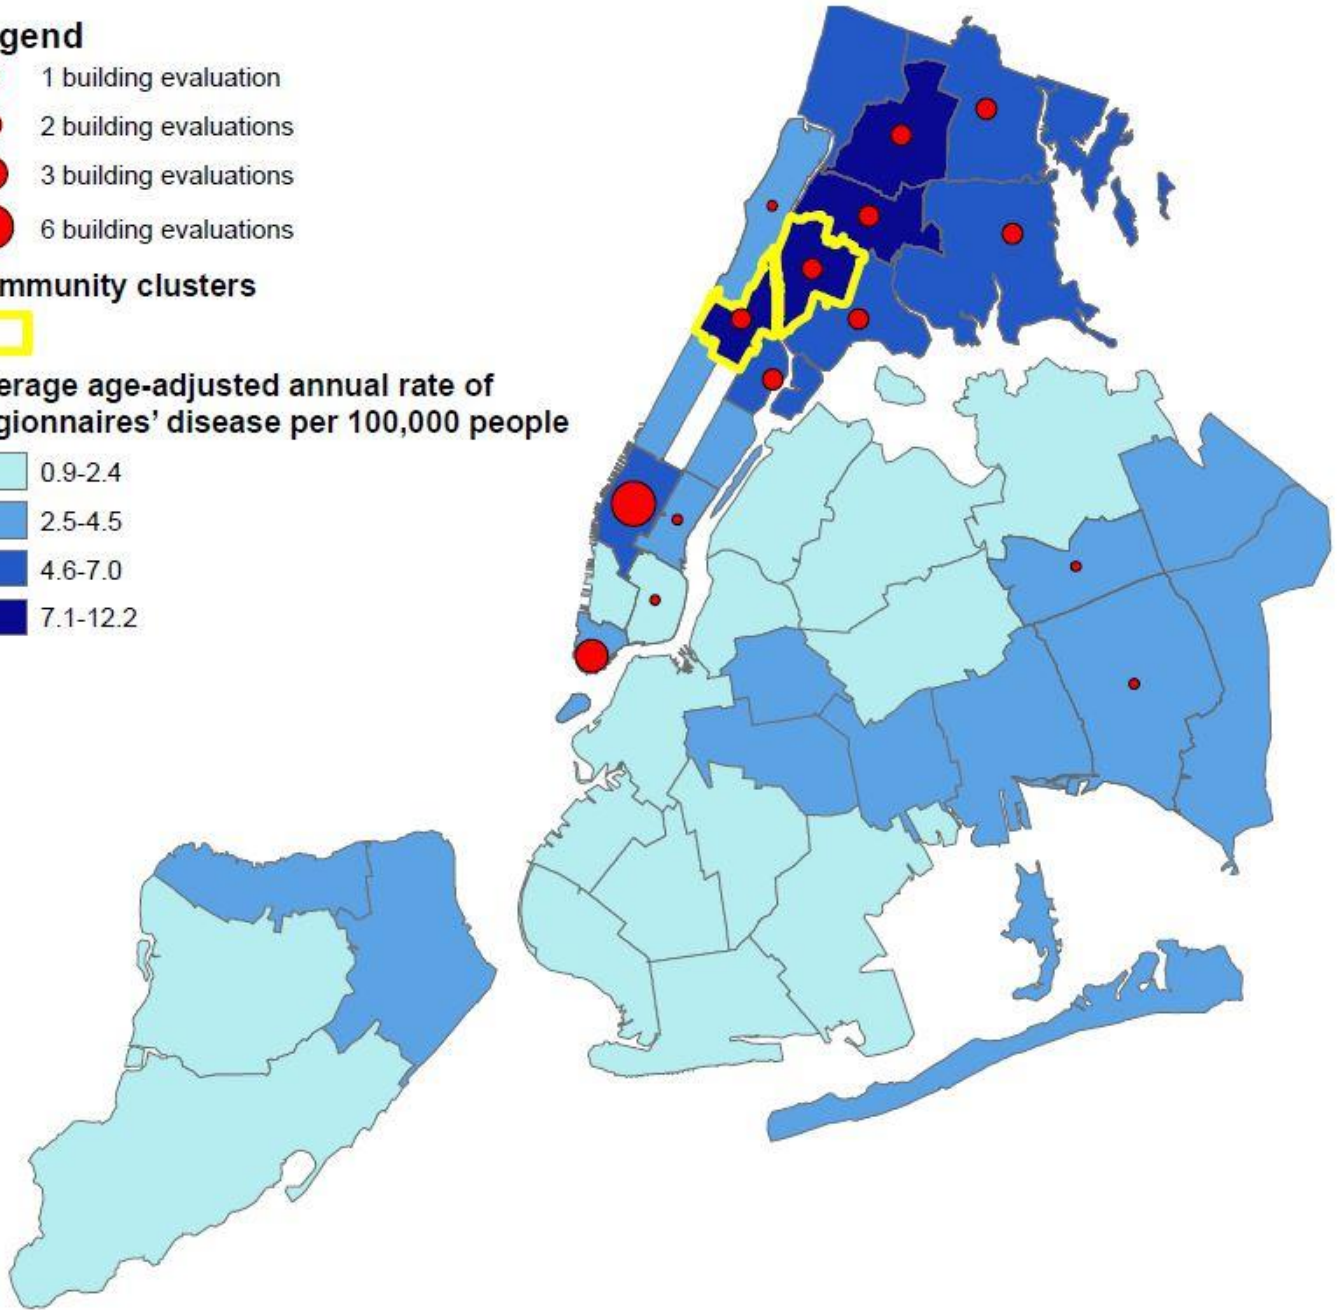 gend
1 building evaluation
2 building evaluations
3 building evaluations
6 building evaluations
mmunity clusters
erage age-adjusted annual rate of
gionnaires’ disease per 100,000 people
0.9-2.4
2.5-4.5
4.6-7.0
7.1-12.2